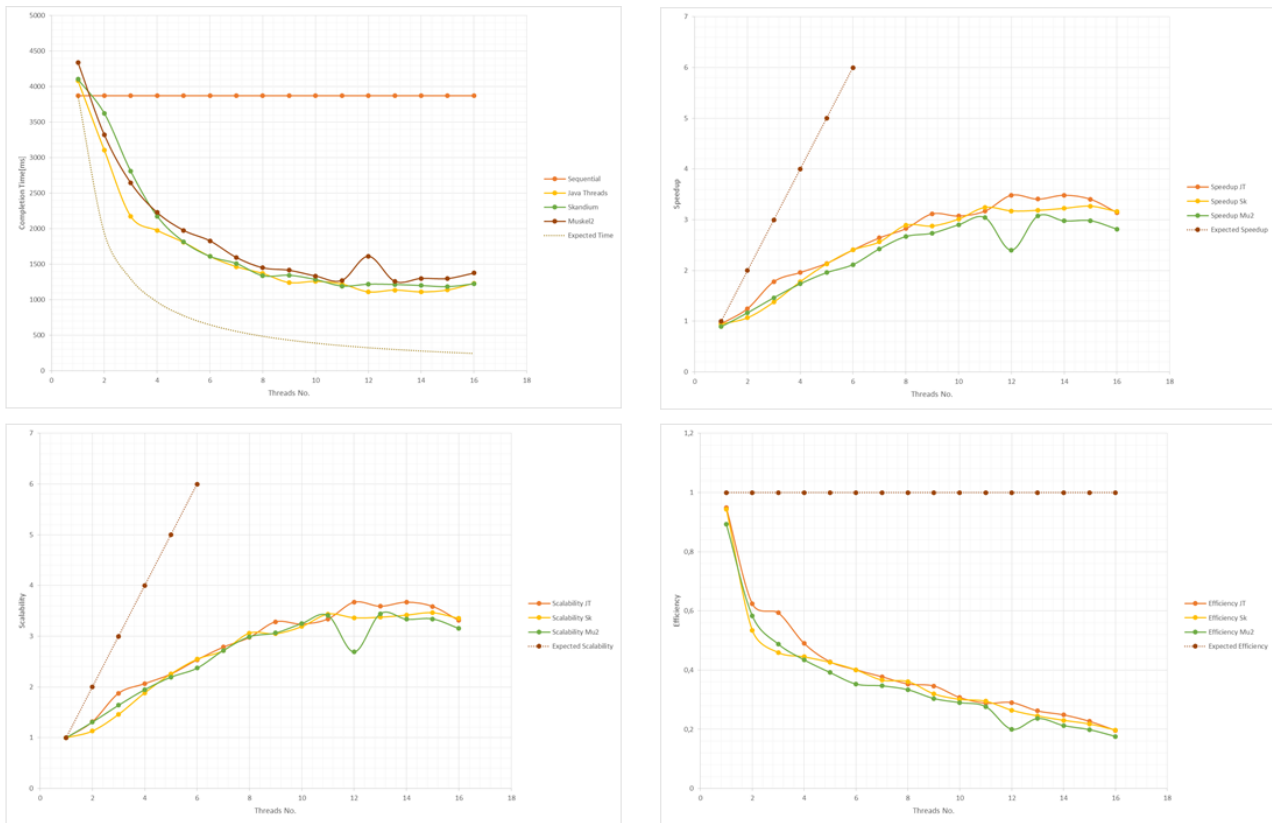 5000
4500
4000
3500
3000
2500
2000
1500
1000
500
0
Completion Time[ms]
0 2 4 6 8 10 12 14 16 18
Threads No.
Sequential
Java Threads
Skandium
Muskel2
Expected Time
7
6
5
4
3
2
1
0
Speedup
0 2 4 6 8 10 12 14 16 18
Threads No.
Speedup JT
Speedup Sk
Speedup Mu2
Expected Speedup
7
6
5
4
3
2
1
0
Scalability
0 2 4 6 8 10 12 14 16 18
Threads No.
Scalability JT
Scalability Sk
Scalability Mu2
Expected Scalability
1,2
1
0,8
0,6
0,4
0,2
0
Efficiency
0 2 4 6 8 10 12 14 16 18
Threads No.
Efficiency JT
Efficiency Sk
Efficiency Mu2
Expected Efficiency